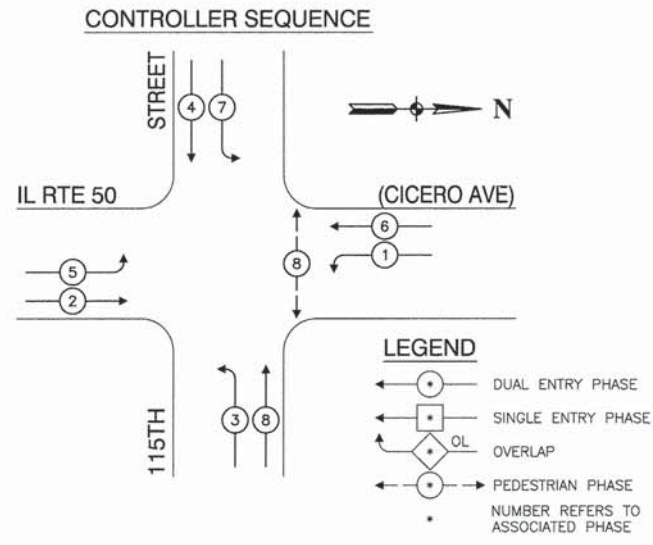 CONTROLLER SEQUENCE
STREET
4
7
N
IL RTE 50
(CICERO AVE)
6
5
8
1
2
LEGEND
* DUAL ENTRY PHASE
* SINGLE ENTRY PHASE
* OL OVERLAP
* PEDESTRIAN PHASE
* NUMBER REFERS TO
ASSOCIATED PHASE
115TH
3
8